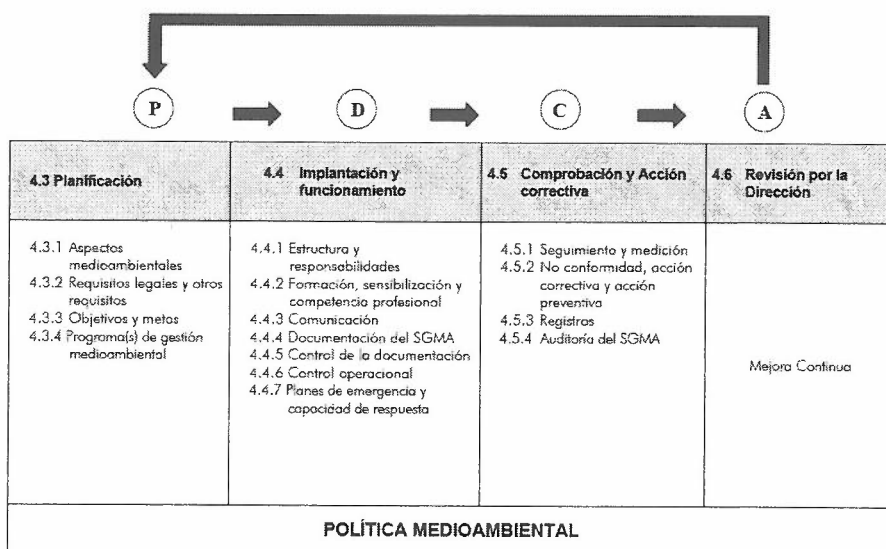 P
D
C
A
4.3 Planificación
4.4 Implantación y
funcionamiento
4.5 Comprobación y Acción
correctiva
4.6 Revisión por la
Dirección
4.3.1 Aspectos
medioambientales
4.3.2 Requisitos legales y otros
requisitos
4.3.3 Objetivos y metas
4.3.4 Programa(s) de gestión
medioambiental
4.4.1 Estructura y
responsabilidades
4.4.2 Formación, sensibilización y
competencia profesional
4.4.3 Comunicación
4.4.4 Documentación del SGMA
4.4.5 Control de la documentación
4.4.6 Control operacional
4.4.7 Planes de emergencia y
capacidad de respuesta
4.5.1 Seguimiento y medición
4.5.2 No conformidad, acción
correctiva y acción
preventiva
4.5.3 Registros
4.5.4 Auditoría del SGMA
Mejora Continua
POLÍTICA MEDIOAMBIENTAL